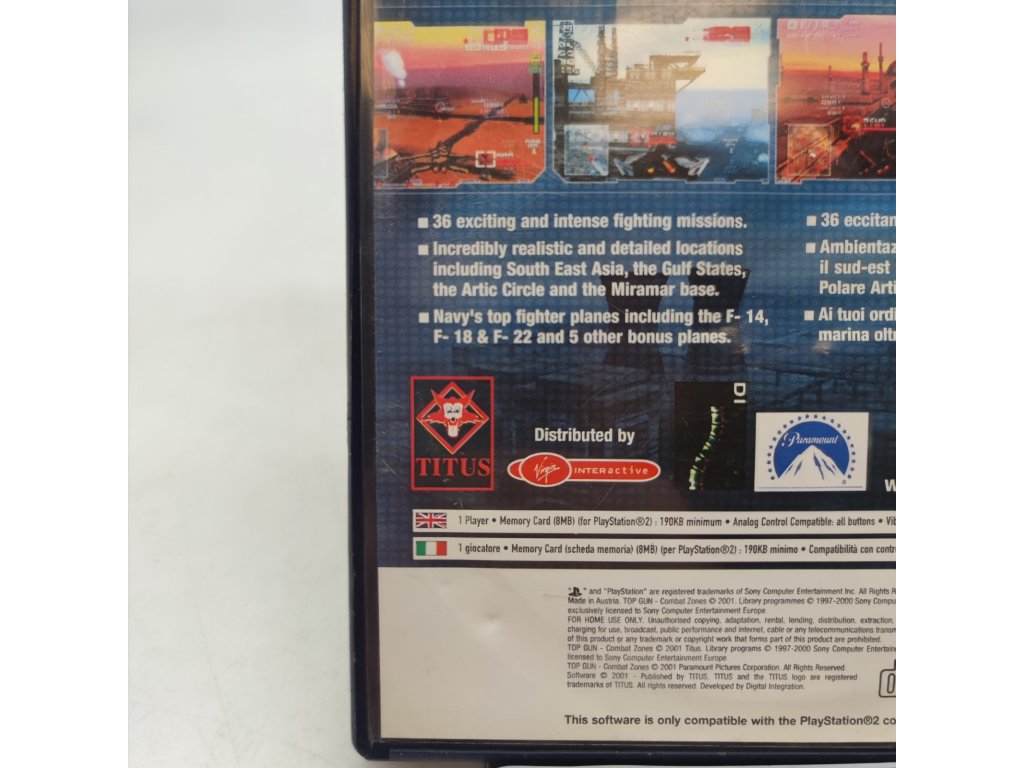 BONUS
■ 36 exciting and intense fighting missions.
■ Incredibly realistic and detailed locations
including South East Asia, the Gulf States,
the Artic Circle and the Miramar base.
■ Navy's top fighter planes including the F- 14,
F- 18 & F- 22 and 5 other bonus planes.
■ 36 eccitan
■ Ambientaz
il sud-est
Polare Arti
■ Ai tuoi ordi
marina olt
TITUS
Distributed by
Virgin INTERactive
DI
Paramount
W
1 Player • Memory Card (8MB) (for PlayStation®2) : 190KB minimum • Analog Control Compatible: all buttons • Vib
1 giocatore • Memory Card (scheda memoria) (8MB) (per PlayStation®2) : 190KB minimo • Compatibilità con contr
" " and "PlayStation" are registered trademarks of Sony Computer Entertainment Inc. All Rights R
Made in Austria. TOP GUN - Combat Zones © 2001. Library programmes © 1997-2000 Sony Compu
exclusively licensed to Sony Computer Entertainment Europe
FOR HOME USE ONLY. Unauthorised copying, adaptation, rental, lending, distribution, extraction,
charging for use, broadcast, public performance and internet, cable or any telecommunications transm
of this product or any trademark or copyright work that forms part of this product are prohibited.
TOP GUN - Combat Zones © 2001 Titus. Library programs © 1997-2000 Sony Computer Entertain
licensed to Sony Computer Entertainment Europe
TOP GUN - Combat Zones © 2001 Paramount Pictures Corporation. All Rights Reserved.
Software © 2001 - Published by TITUS. TITUS and the TITUS logo are registered
trademarks of TITUS. All rights reserved. Developed by Digital Integration.
This software is only compatible with the PlayStation®2 co